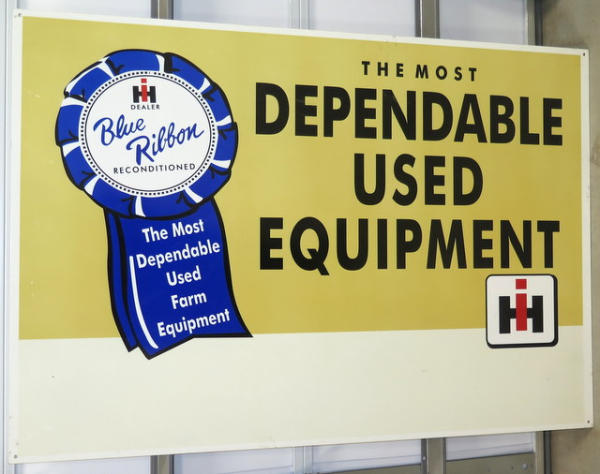 IH
DEALER
Blue
Ribbon
RECONDITIONED
The Most
Dependable
Used
Farm
Equipment
THE MOST
DEPENDABLE
USED
EQUIPMENT
IH